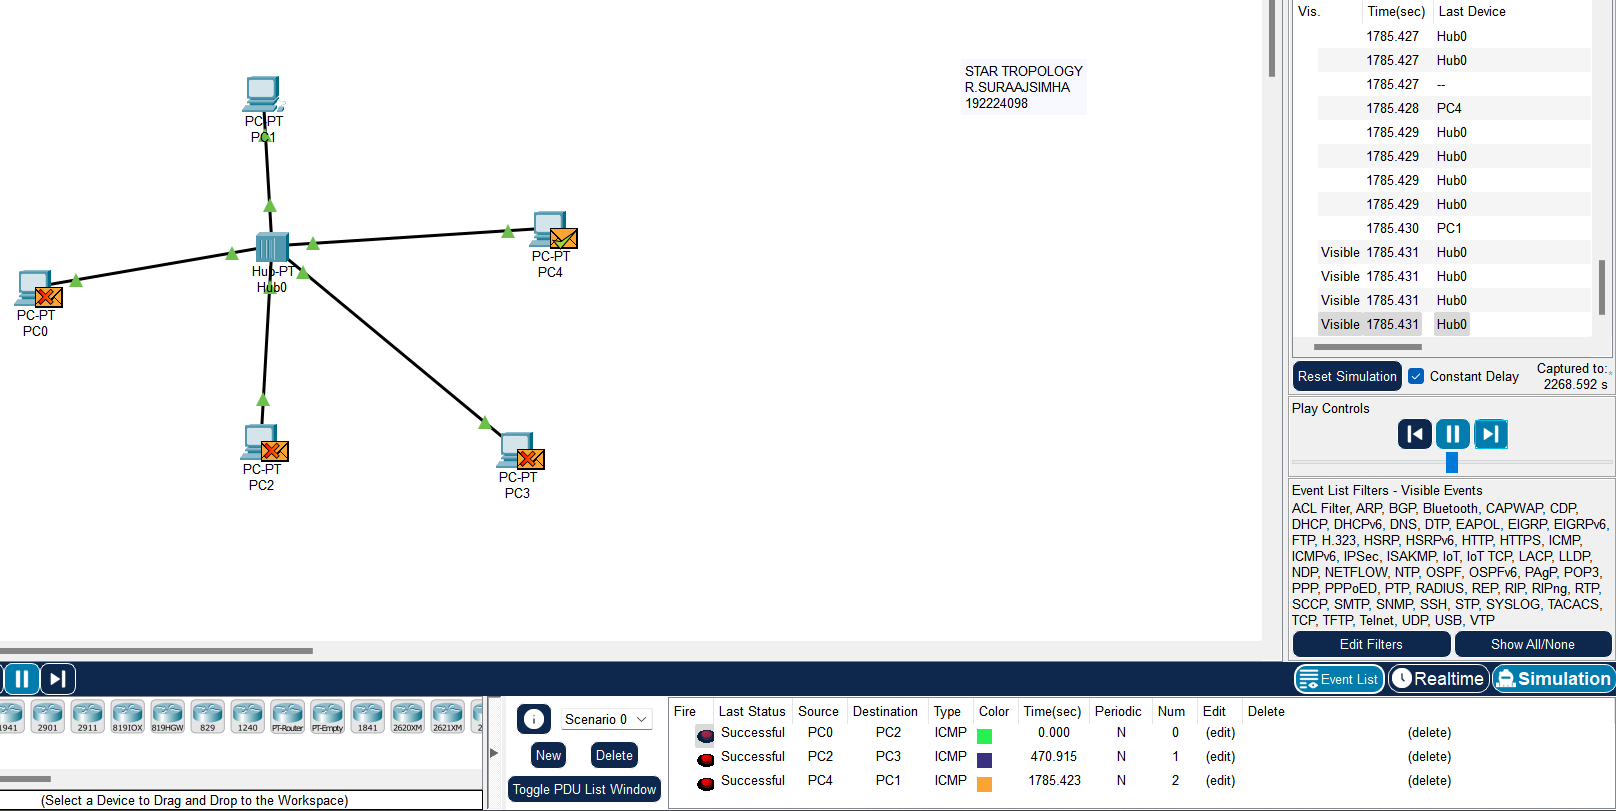 Vis. Time(sec) Last Device
1785.427 Hub0
1785.427 Hub0
1785.427 --
1785.428 PC4
1785.429 Hub0
1785.429 Hub0
1785.429 Hub0
1785.429 Hub0
1785.430 PC1
Visible 1785.431 Hub0
Visible 1785.431 Hub0
Visible 1785.431 Hub0
Visible 1785.431 Hub0
STAR TROPOLOGY
R.SURAAJSIMHA
192224098
PC-PT
PC1
PC-PT
PC4
Hub-PT
Hub0
PC-PT
PC0
PC-PT
PC2
PC-PT
PC3
Reset Simulation Constant Delay Captured to:
2268.592 s
Play Controls
Event List Filters - Visible Events
ACL Filter, ARP, BGP, Bluetooth, CAPWAP, CDP,
DHCP, DHCPv6, DNS, DTP, EAPOL, EIGRP, EIGRPv6,
FTP, H.323, HSRP, HSRPv6, HTTP, HTTPS, ICMP,
ICMPv6, IPSec, ISAKMP, IoT, IoT TCP, LACP, LLDP,
NDP, NETFLOW, NTP, OSPF, OSPFv6, PAgP, POP3,
PPP, PPPoED, PTP, RADIUS, REP, RIP, RIPng, RTP,
SCCP, SMTP, SNMP, SSH, STP, SYSLOG, TACACS,
TCP, TFTP, Telnet, UDP, USB, VTP
Edit Filters Show All/None
Event List Realtime Simulation
1941 2901 2911 819IOX 819HGW 829 1240 PT-Router PT-Empty 1841 2620XM 2621XM 2
(Select a Device to Drag and Drop to the Workspace)
Scenario 0
New Delete
Toggle PDU List Window
Fire Last Status Source Destination Type Color Time(sec) Periodic Num Edit Delete
Successful PC0 PC2 ICMP 0.000 N 0 (edit) (delete)
Successful PC2 PC3 ICMP 470.915 N 1 (edit) (delete)
Successful PC4 PC1 ICMP 1785.423 N 2 (edit) (delete)